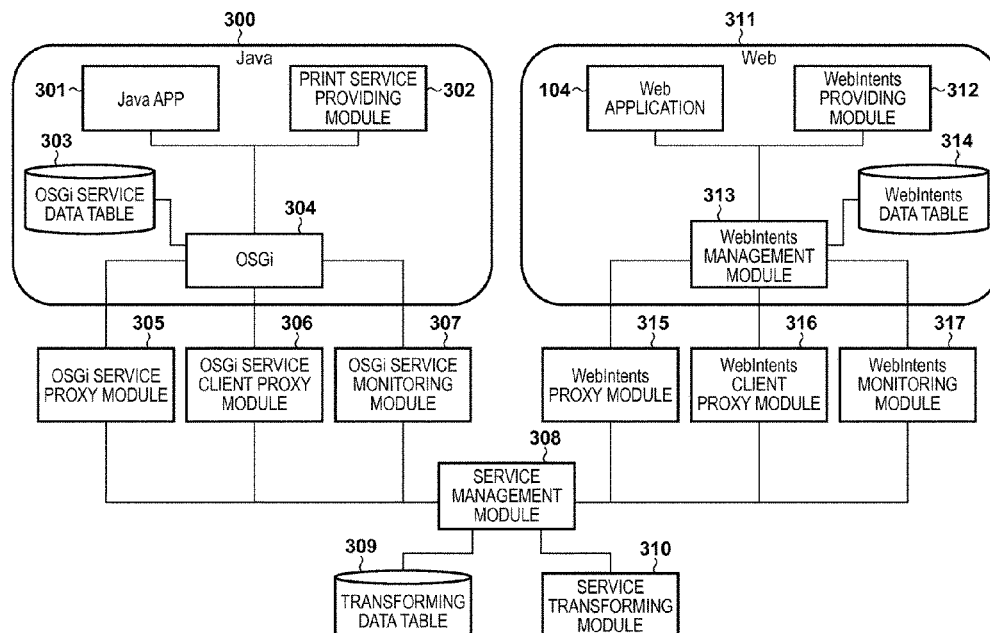 300
311
Java
Web
301
Java APP
PRINT SERVICE
PROVIDING
MODULE
302
104
Web
APPLICATION
WebIntents
PROVIDING
MODULE
312
303
OSGi SERVICE
DATA TABLE
304
OSGi
313
WebIntents
MANAGEMENT
MODULE
314
WebIntents
DATA TABLE
305
OSGi SERVICE
PROXY MODULE
306
OSGi SERVICE
CLIENT PROXY
MODULE
307
OSGi SERVICE
MONITORING
MODULE
315
WebIntents
PROXY MODULE
316
WebIntents
CLIENT
PROXY MODULE
317
WebIntents
MONITORING
MODULE
308
SERVICE
MANAGEMENT
MODULE
309
TRANSFORMING
DATA TABLE
310
SERVICE
TRANSFORMING
MODULE